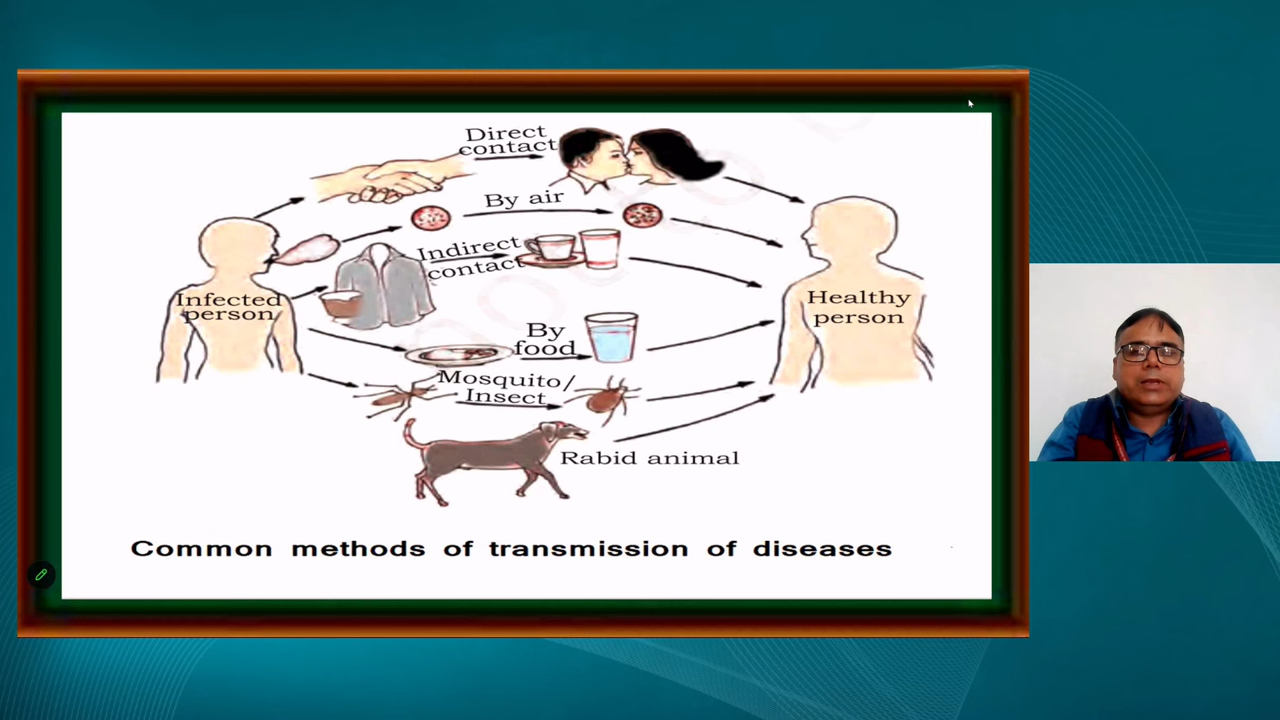 Direct
contact
By air
Indirect
contact
Infected
person
Healthy
person
By
food
Mosquito/
Insect
Rabid animal
Common methods of transmission of diseases